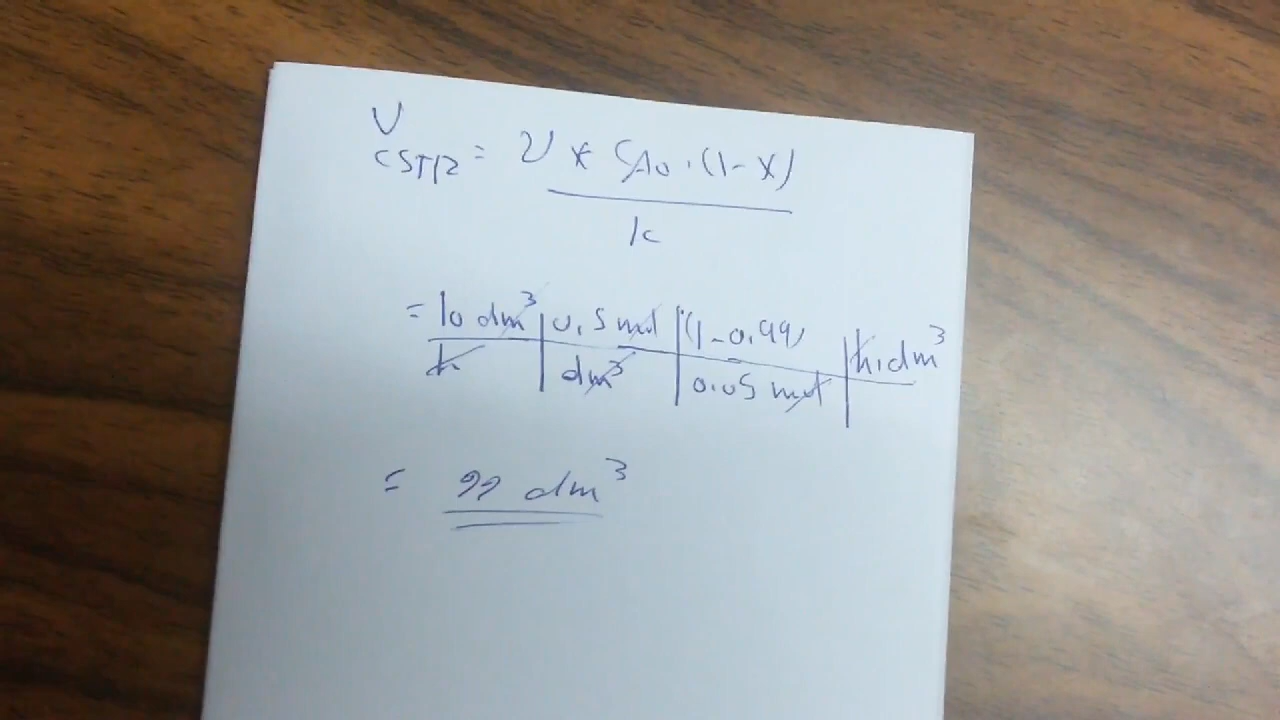 V
CSTR = υ * CA0 · (1-X)
k
= 10 dm³ | 0.5 mol | (1-0.99) | h·dm³
h | dm³ | 0.05 mol |
= 99 dm³